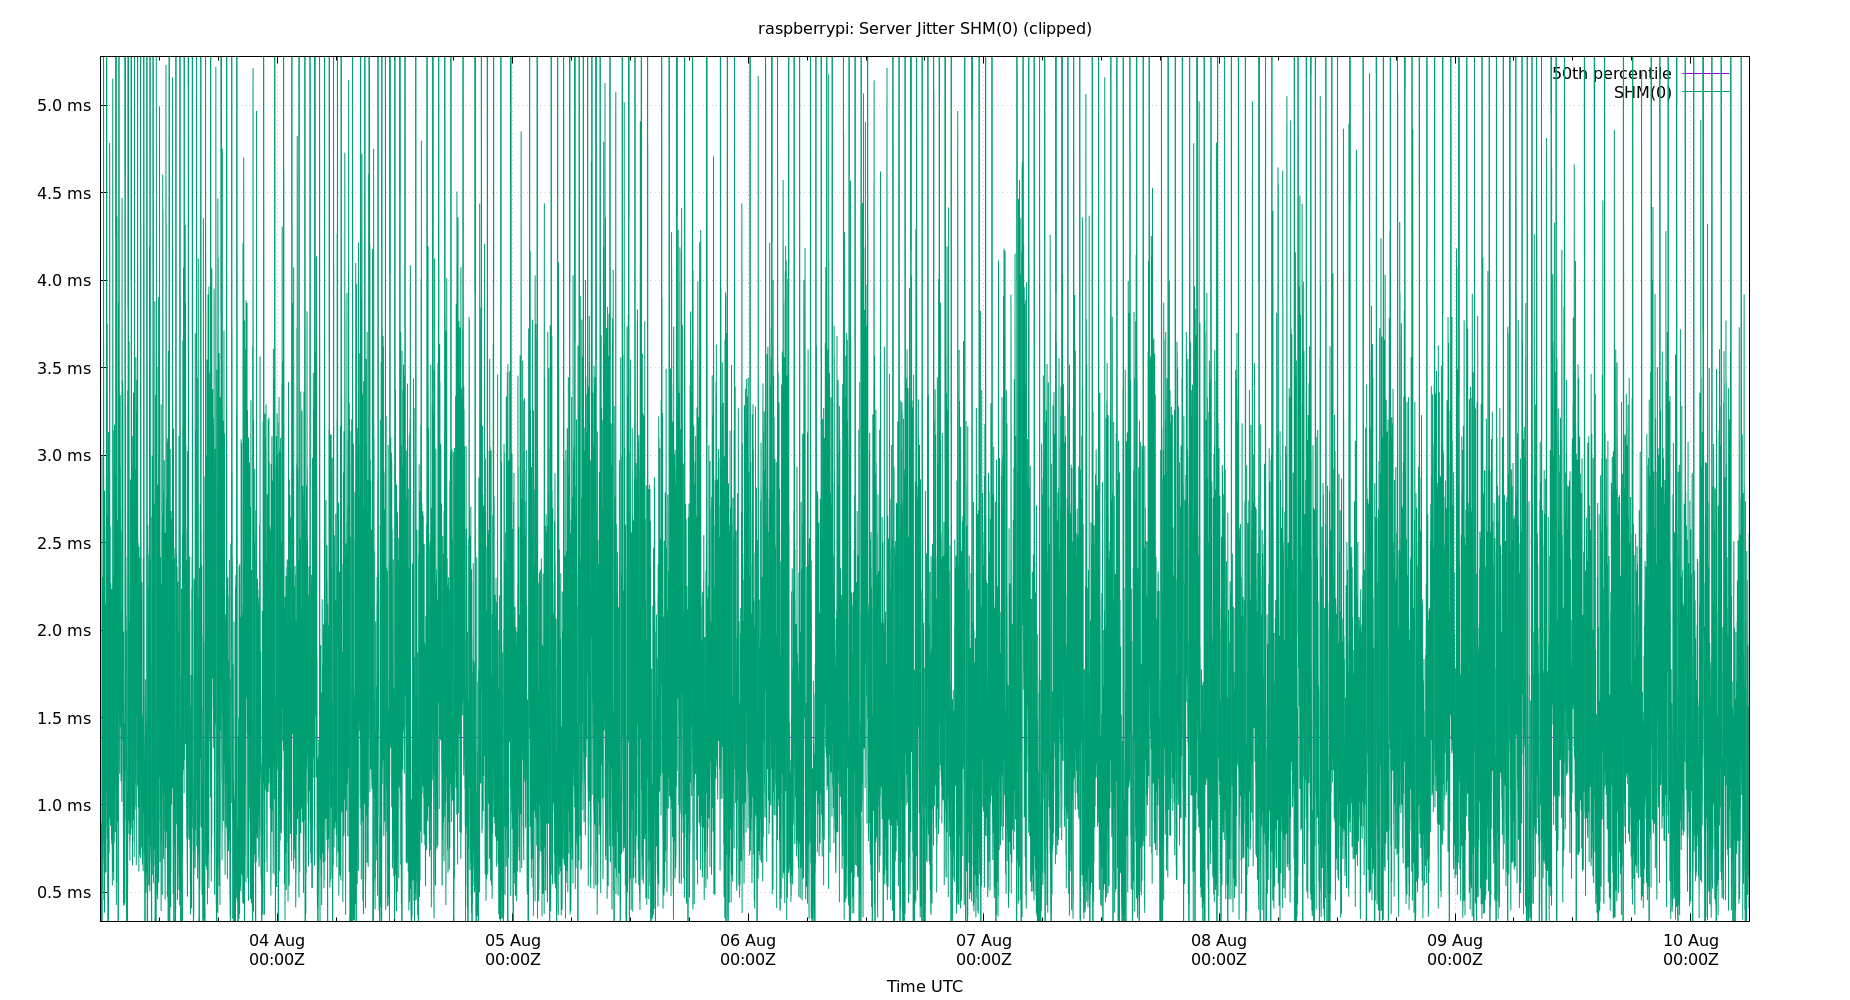 raspberrypi: Server Jitter SHM(0) (clipped)
50th percentile
SHM(0)
5.0 ms
4.5 ms
4.0 ms
3.5 ms
3.0 ms
2.5 ms
2.0 ms
1.5 ms
1.0 ms
0.5 ms
04 Aug 05 Aug 06 Aug 07 Aug 08 Aug 09 Aug 10 Aug
00:00Z 00:00Z 00:00Z 00:00Z 00:00Z 00:00Z 00:00Z
Time UTC